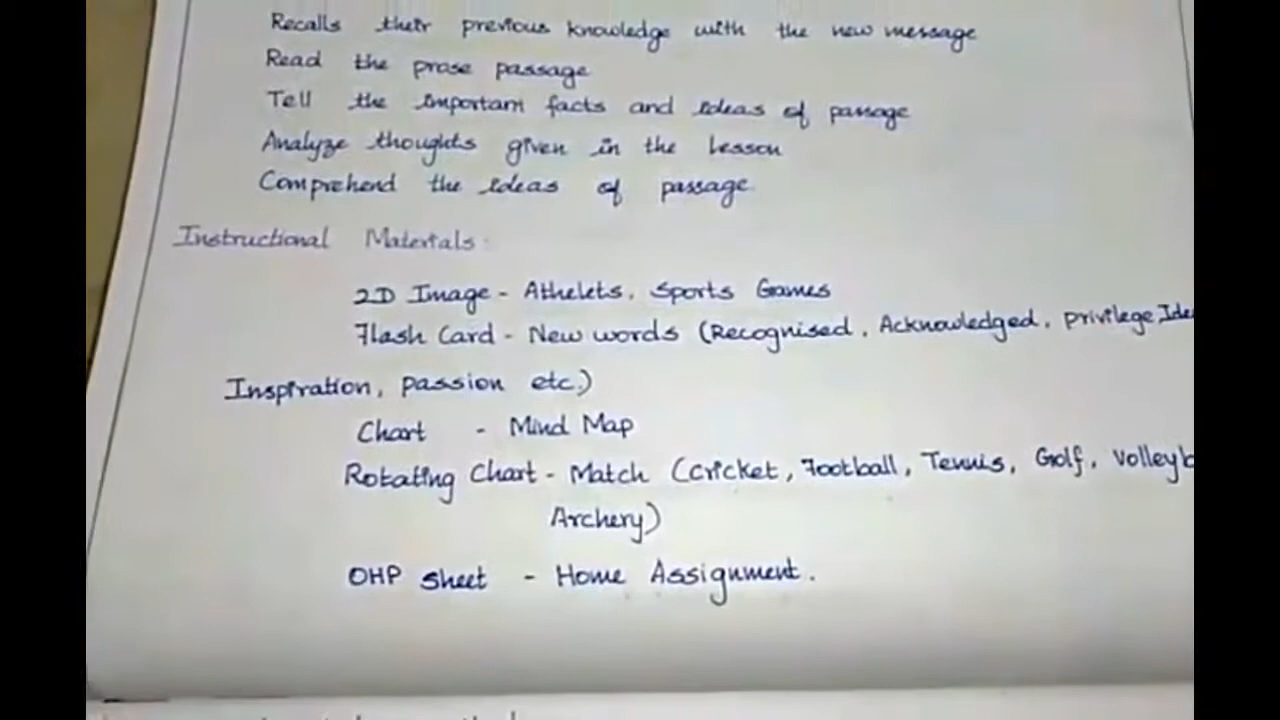 Recalls their previous knowledge with the new message
Read the prose passage
Tell the important facts and ideas of passage
Analyze thoughts given in the lesson
Comprehend the ideas of passage
Instructional Materials:
2D Image - Athelets, Sports Games
Flash Card - New words (Recognised, Acknowledged, privilege, Ide
Inspiration, passion etc.)
Chart - Mind Map
Rotating Chart - Match (Cricket, Football, Tennis, Golf, Volleyb
Archery)
OHP Sheet - Home Assignment.